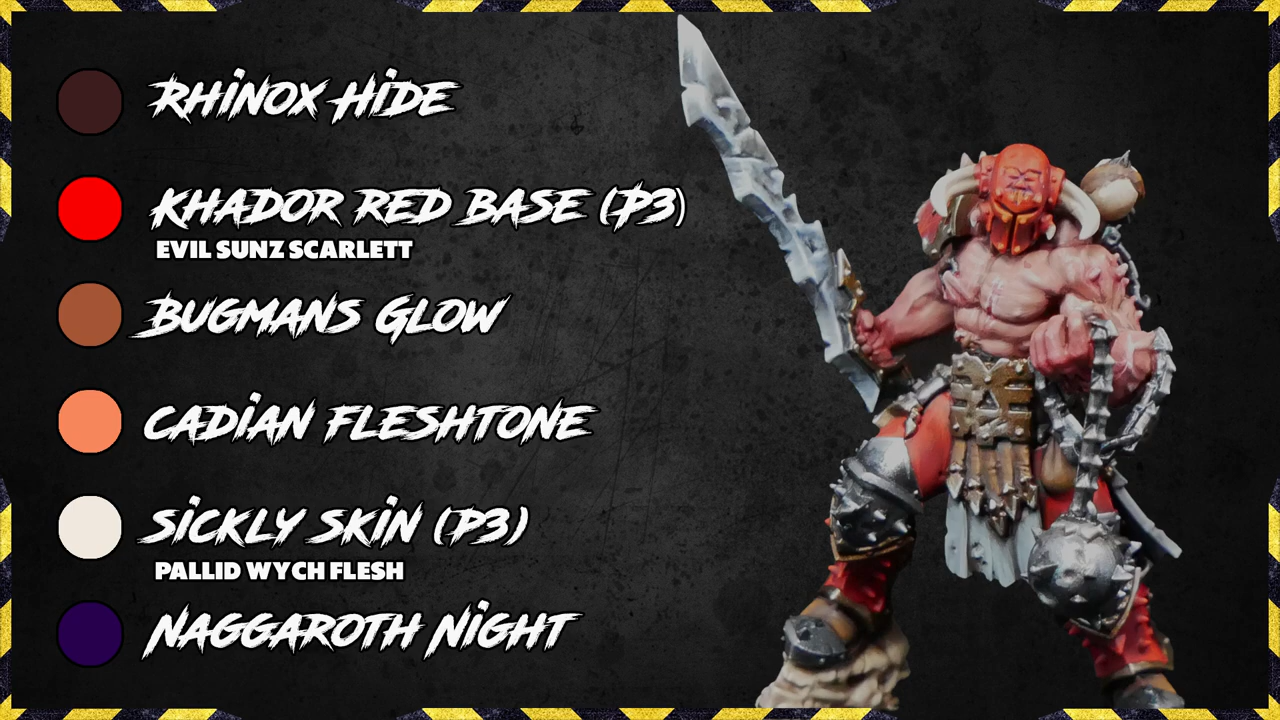 Rhinox Hide
Khador Red Base (P3)
EVIL SUNZ SCARLETT
Bugmans Glow
Cadian Fleshtone
Sickly Skin (P3)
PALLID WYCH FLESH
Naggaroth Night